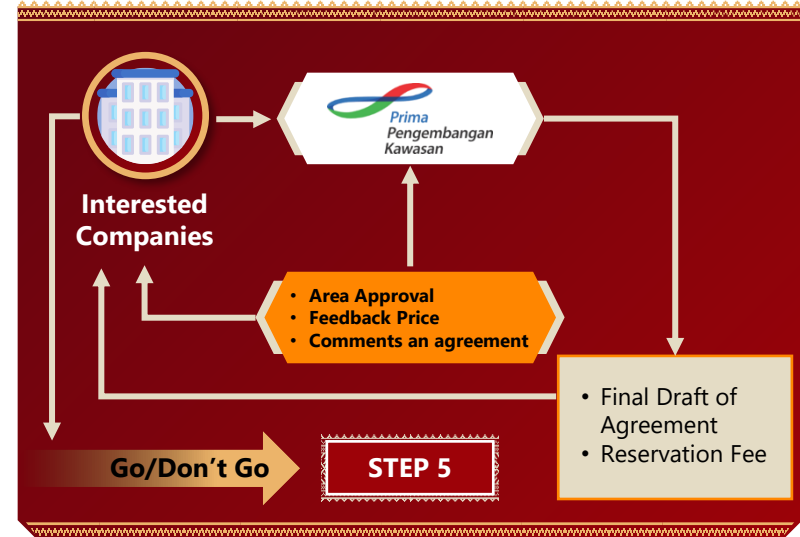 Prima
Pengembangan
Kawasan
Interested
Companies
• Area Approval
• Feedback Price
• Comments an agreement
• Final Draft of
Agreement
• Reservation Fee
Go/Don’t Go
STEP 5